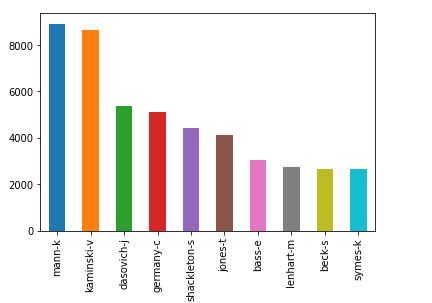 8000
6000
4000
2000
0
mann-k
kaminski-v
dasovich-j
germany-c
shackleton-s
jones-t
bass-e
lenhart-m
beck-s
symes-k